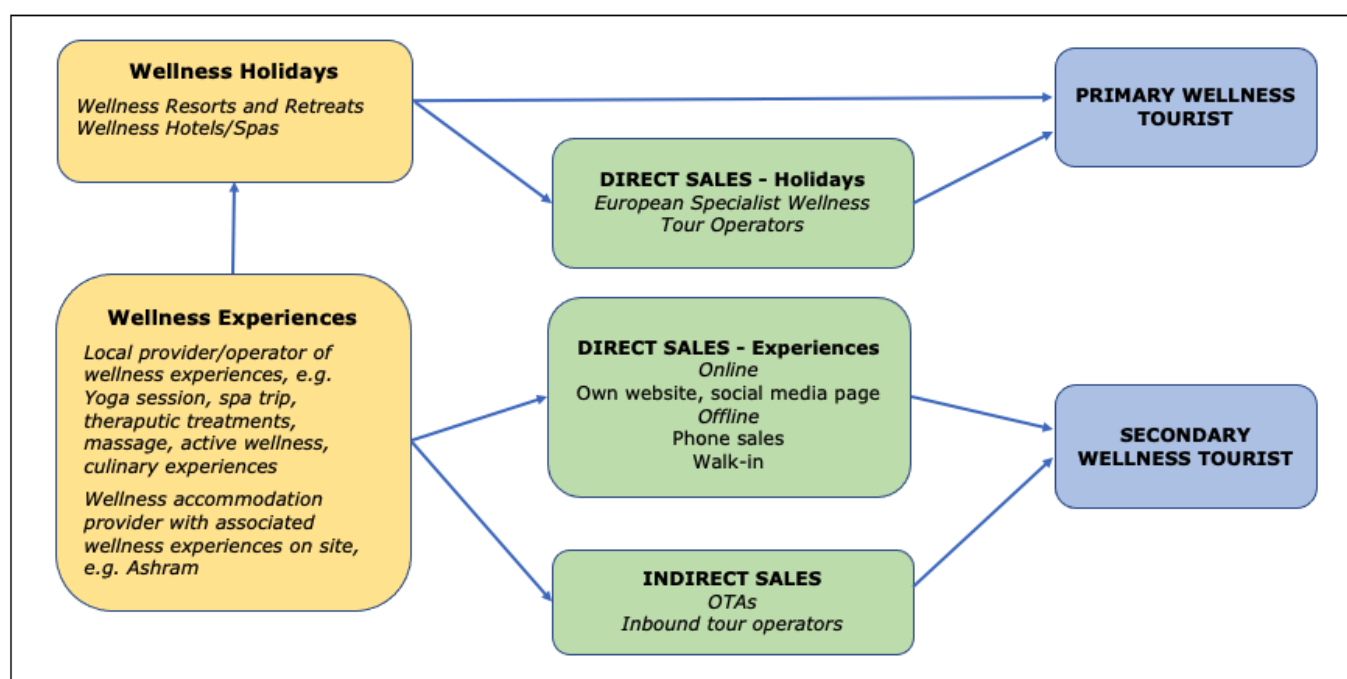 Wellness Holidays
Wellness Resorts and Retreats
Wellness Hotels/Spas
PRIMARY WELLNESS
TOURIST
DIRECT SALES - Holidays
European Specialist Wellness
Tour Operators
Wellness Experiences
Local provider/operator of
wellness experiences, e.g.
Yoga session, spa trip,
theraputic treatments,
massage, active wellness,
culinary experiences
Wellness accommodation
provider with associated
wellness experiences on site,
e.g. Ashram
DIRECT SALES - Experiences
Online
Own website, social media page
Offline
Phone sales
Walk-in
SECONDARY
WELLNESS TOURIST
INDIRECT SALES
OTAs
Inbound tour operators